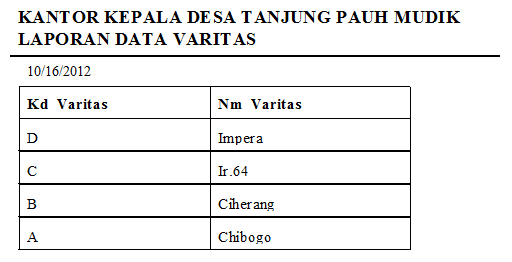 KANTOR KEPALA DESA TANJUNG PAUH MUDIK
LAPORAN DATA VARITAS
10/16/2012
Kd Varitas Nm Varitas
D Impera
C Ir.64
B Ciherang
A Chibogo